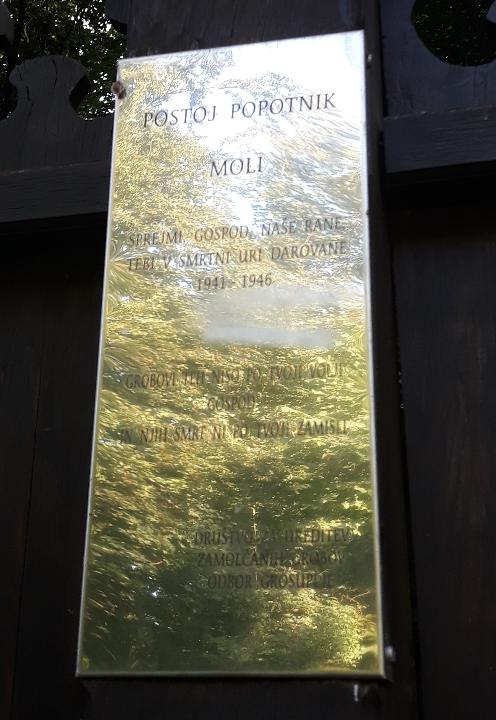 POSTOJ POPOTNIK
MOLI
SPREJMI GOSPOD, NAŠE RANE,
TEBI V SMRTNI URI DAROVANE
1941 - 1946
GROBOVI TEH NISO PO TVOJI VOLJI
GOSPOD
IN NJIH SMRT NI PO TVOJI ZAMISLI.
DRUŠTVO ZA UREDITEV
ZAMOLČANIH GROBOV
ODBOR GROSUPLJE